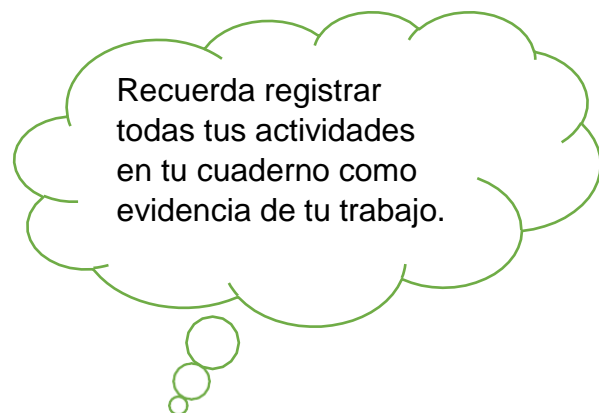 Recuerda registrar
todas tus actividades
en tu cuaderno como
evidencia de tu trabajo.